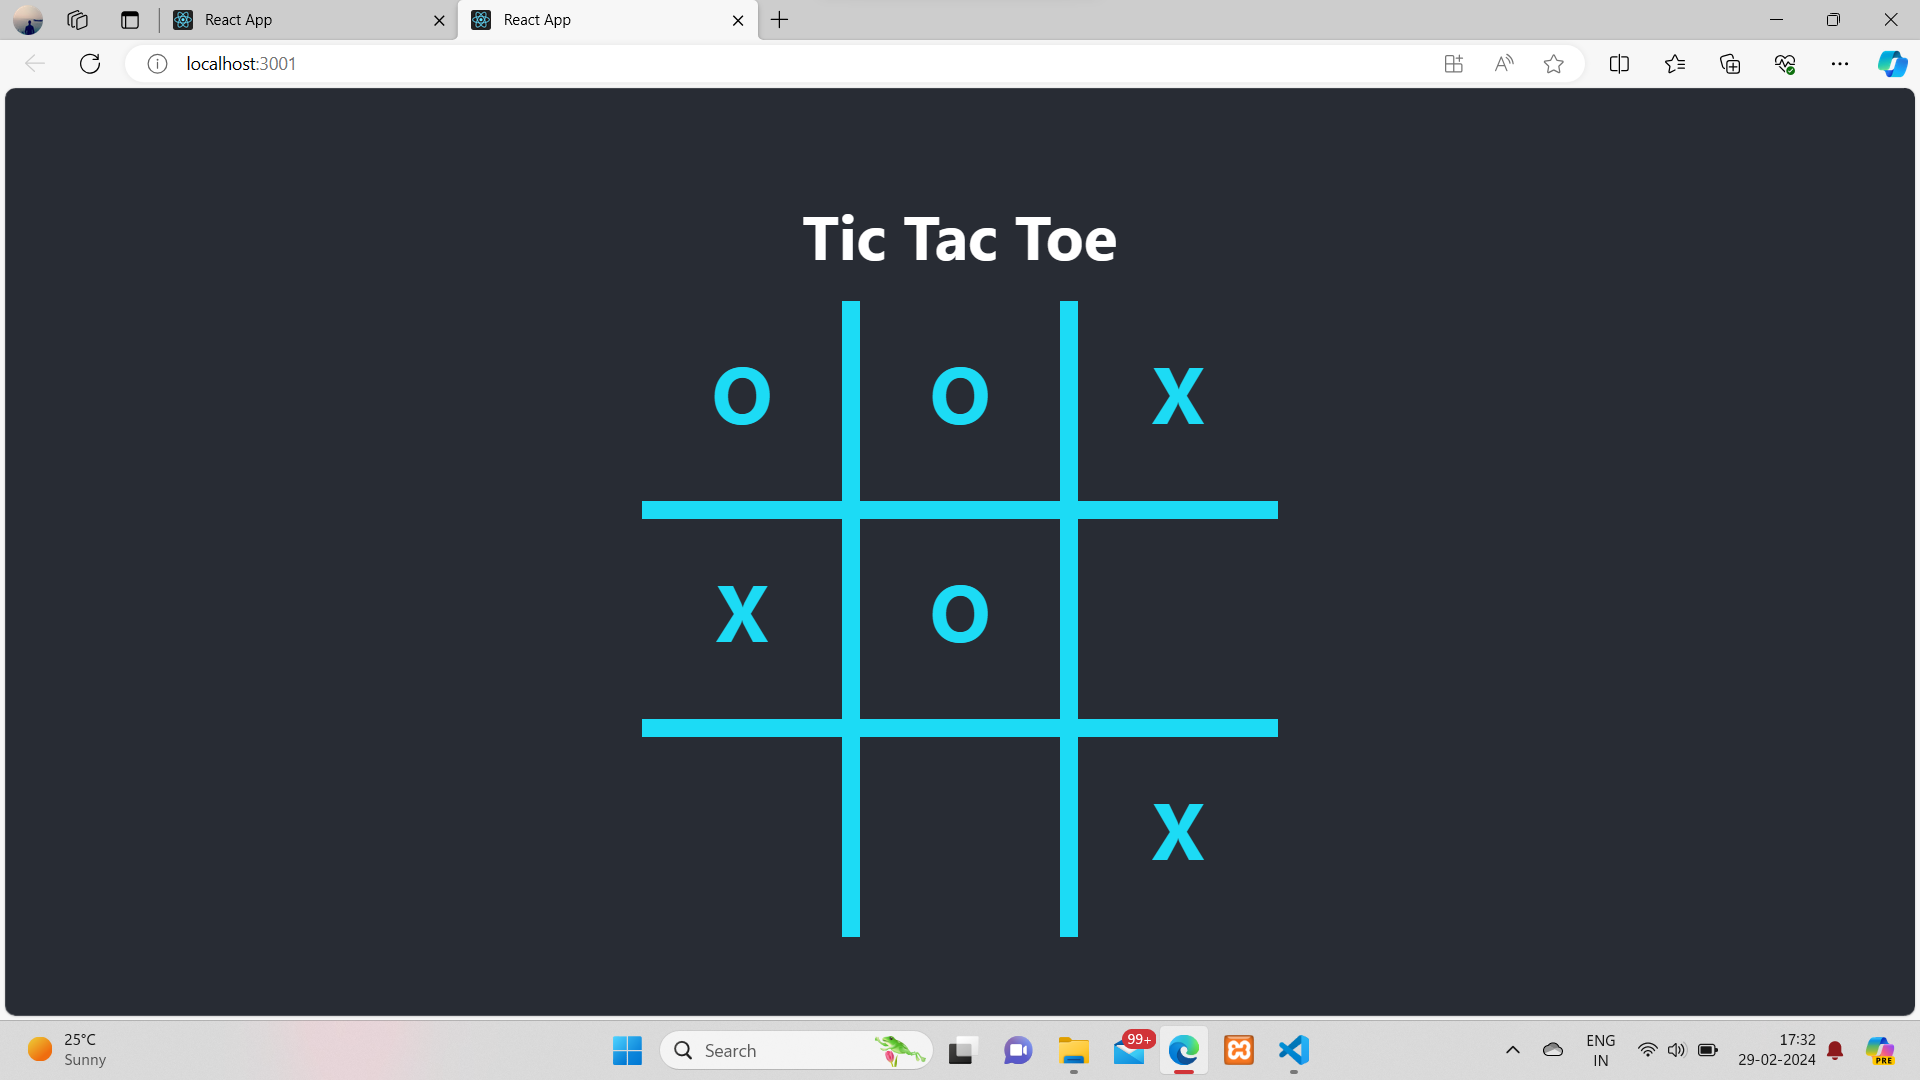 React App
React App
localhost:3001
Tic Tac Toe
O O X
X O
X
25°C
Sunny
Search
99+
ENG
IN
17:32
29-02-2024
PRE